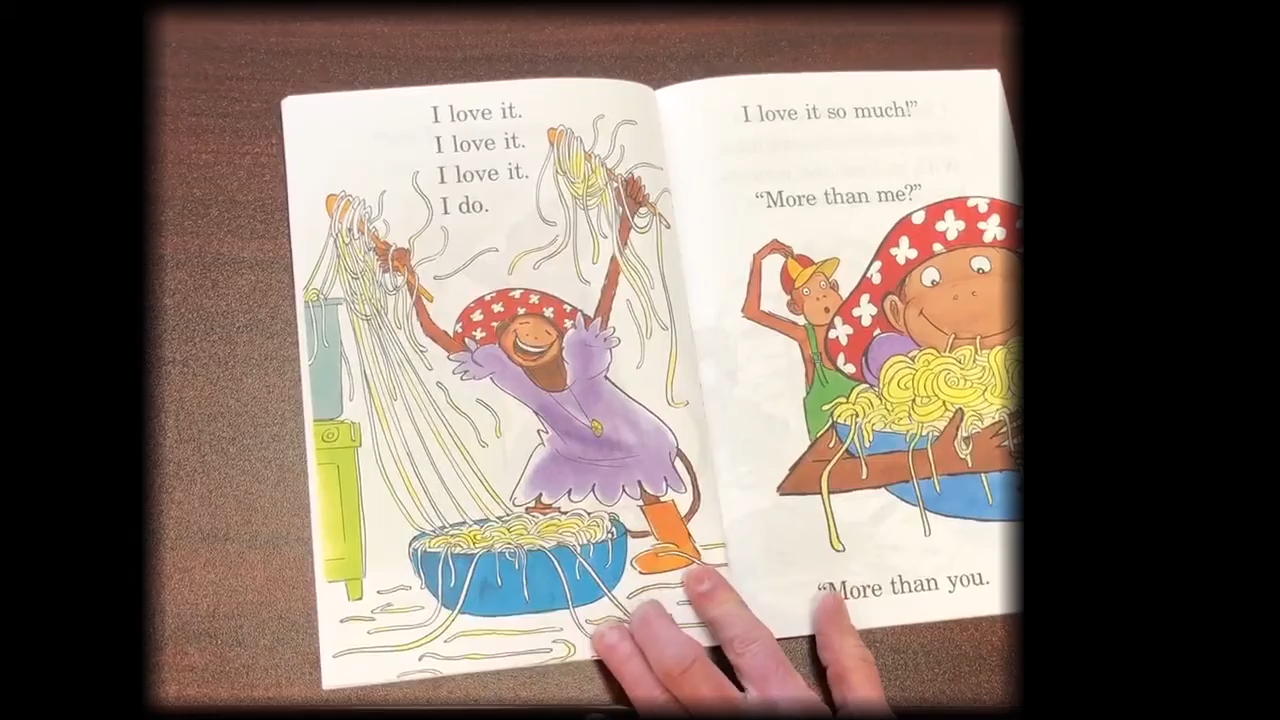 I love it.
I love it.
I love it.
I do.
I love it so much!”
“More than me?”
“More than you.